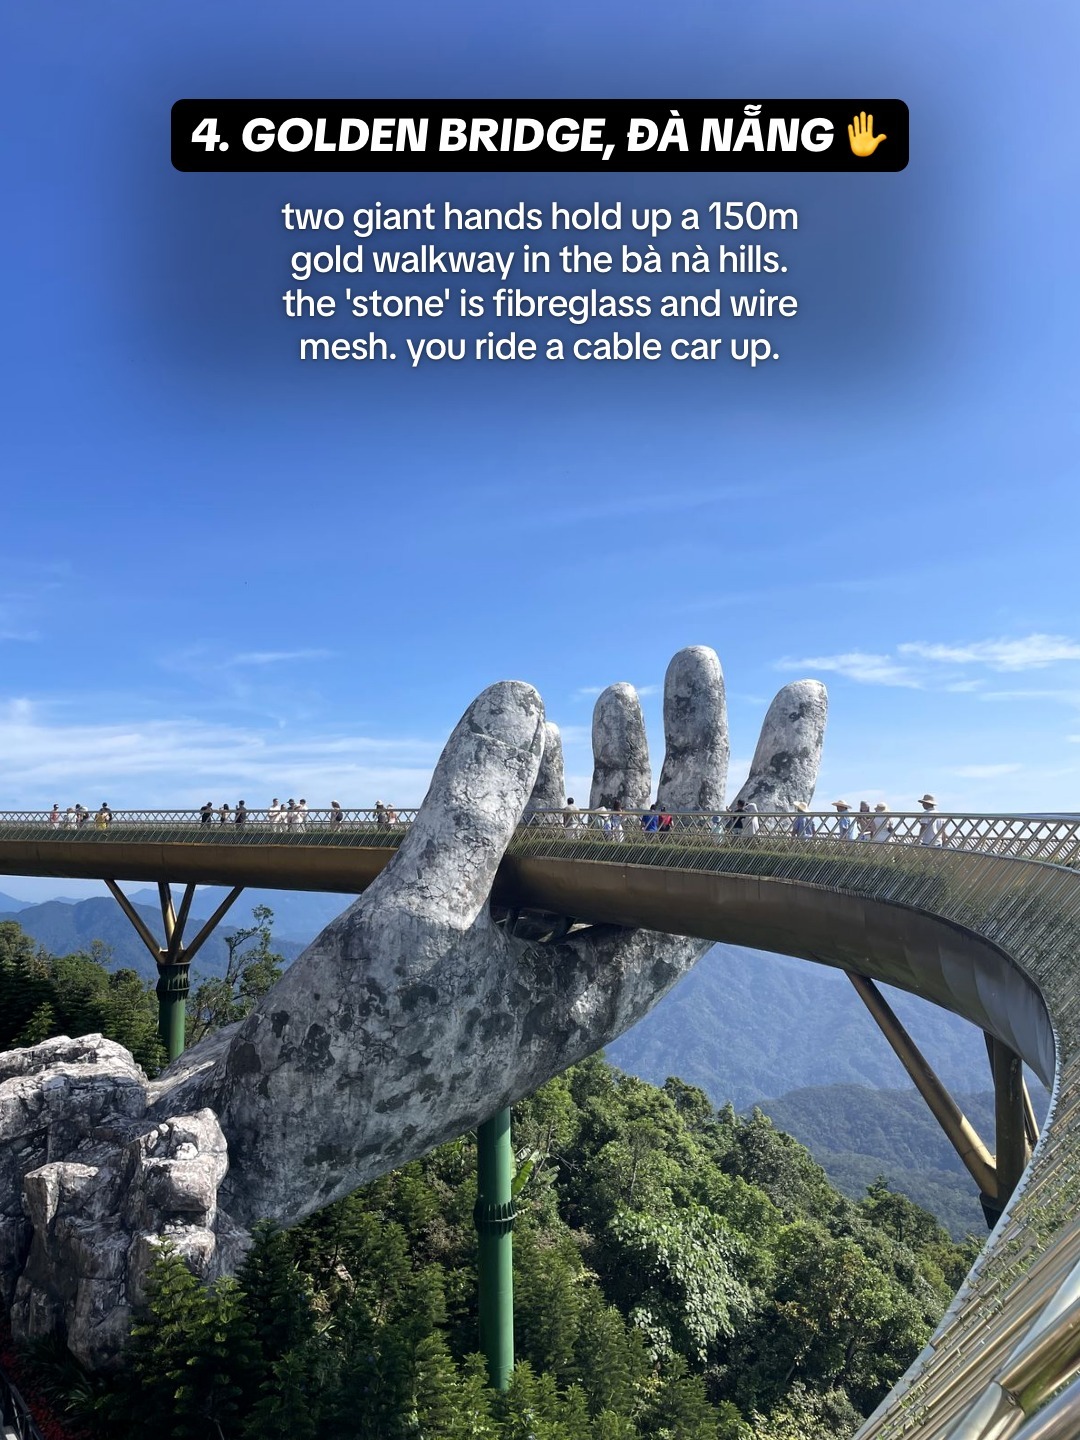 4. GOLDEN BRIDGE, ĐÀ NẴNG ✋
two giant hands hold up a 150m
gold walkway in the bà nà hills.
the 'stone' is fibreglass and wire
mesh. you ride a cable car up.